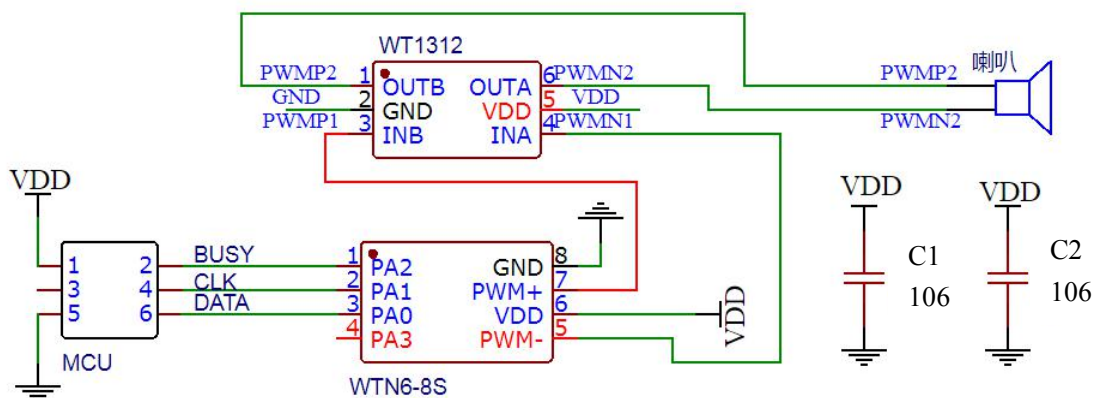 WT1312
PWMP2 1 OUTB OUTA 6 PWMN2
GND 2 GND VDD 5 VDD
PWMP1 3 INB INA 4 PWMN1
喇叭
PWMP2
PWMN2
VDD
1 2 BUSY
3 4 CLK
5 6 DATA
MCU
1 PA2 GND 8
2 PA1 PWM+ 7
3 PA0 VDD 6 VDD
4 PA3 PWM- 5
WTN6-8S
VDD
C1
106
VDD
C2
106